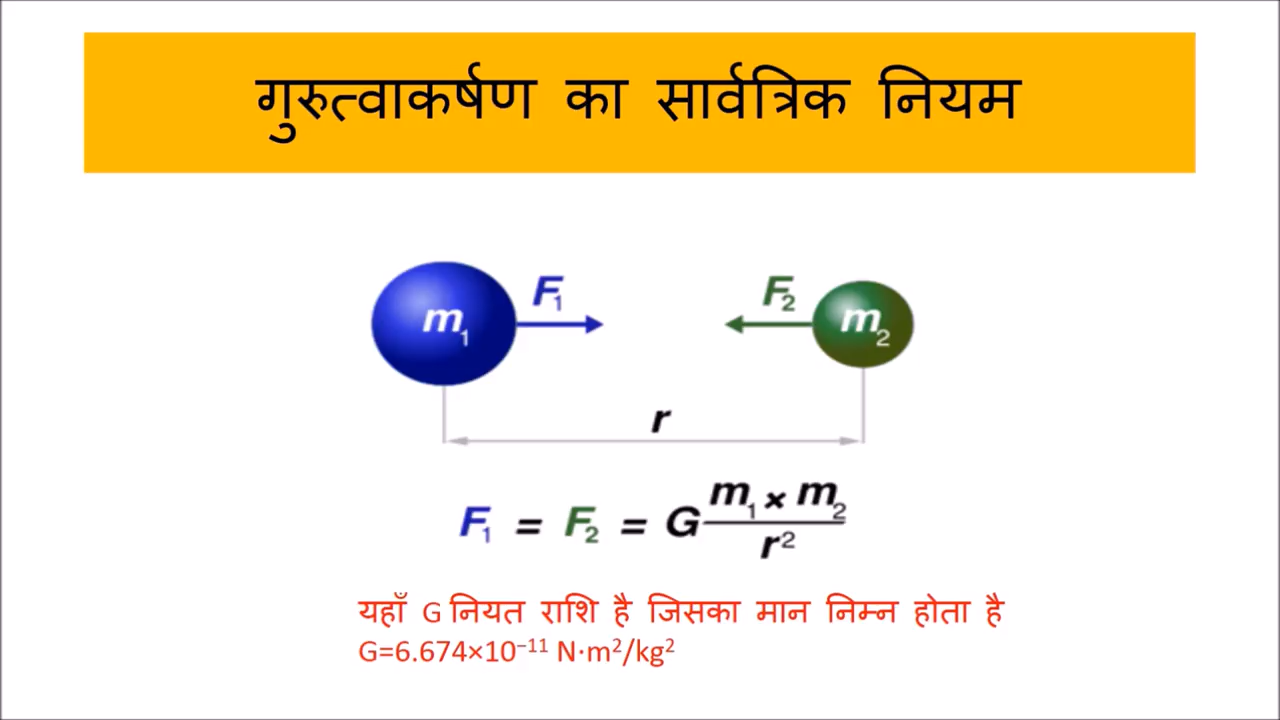 गुरुत्वाकर्षण का सार्वत्रिक नियम
F₁ F₂
m₁ m₂
r
F₁ = F₂ = G m₁ × m₂ / r²
यहाँ G नियत राशि है जिसका मान निम्न होता है
G=6.674×10⁻¹¹ N·m²/kg²